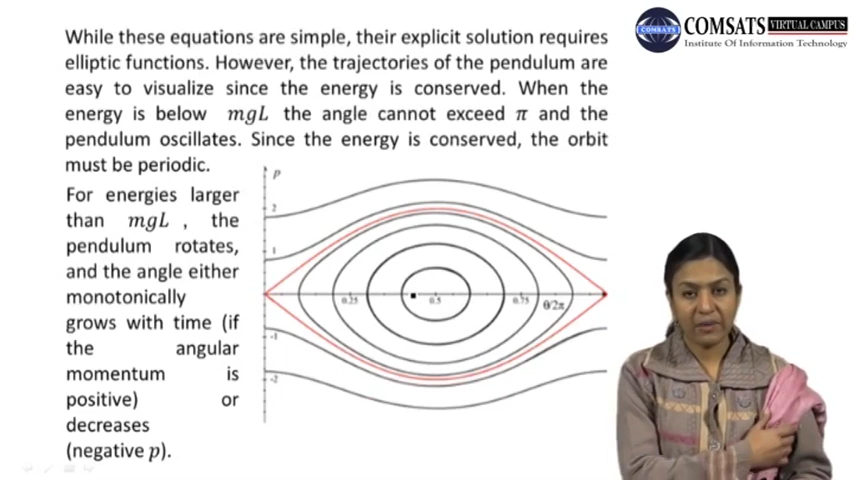 COMSATS VIRTUAL CAMPUS
COMSATS
Institute Of Information Technology
While these equations are simple, their explicit solution requires
elliptic functions. However, the trajectories of the pendulum are
easy to visualize since the energy is conserved. When the
energy is below mgL the angle cannot exceed π and the
pendulum oscillates. Since the energy is conserved, the orbit
must be periodic.
For energies larger
than mgL , the
pendulum rotates,
and the angle either
monotonically
grows with time (if
the angular
momentum is
positive) or
decreases
(negative p).
p
2
1
0.25
0.5
0.75
θ/2π
-1
-2